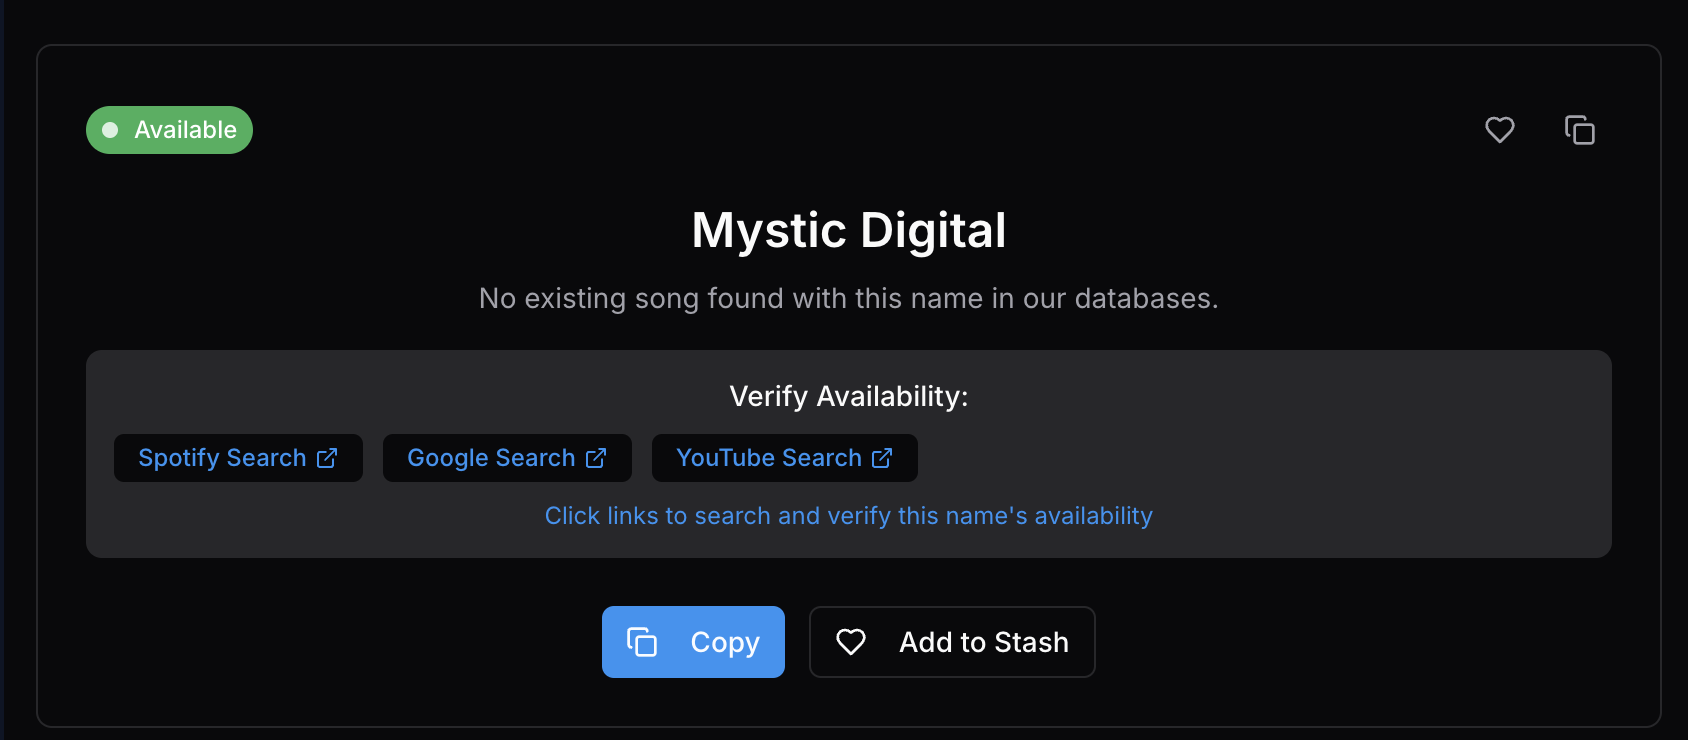 Available
Mystic Digital
No existing song found with this name in our databases.
Verify Availability:
Spotify Search
Google Search
YouTube Search
Click links to search and verify this name's availability
Copy
Add to Stash